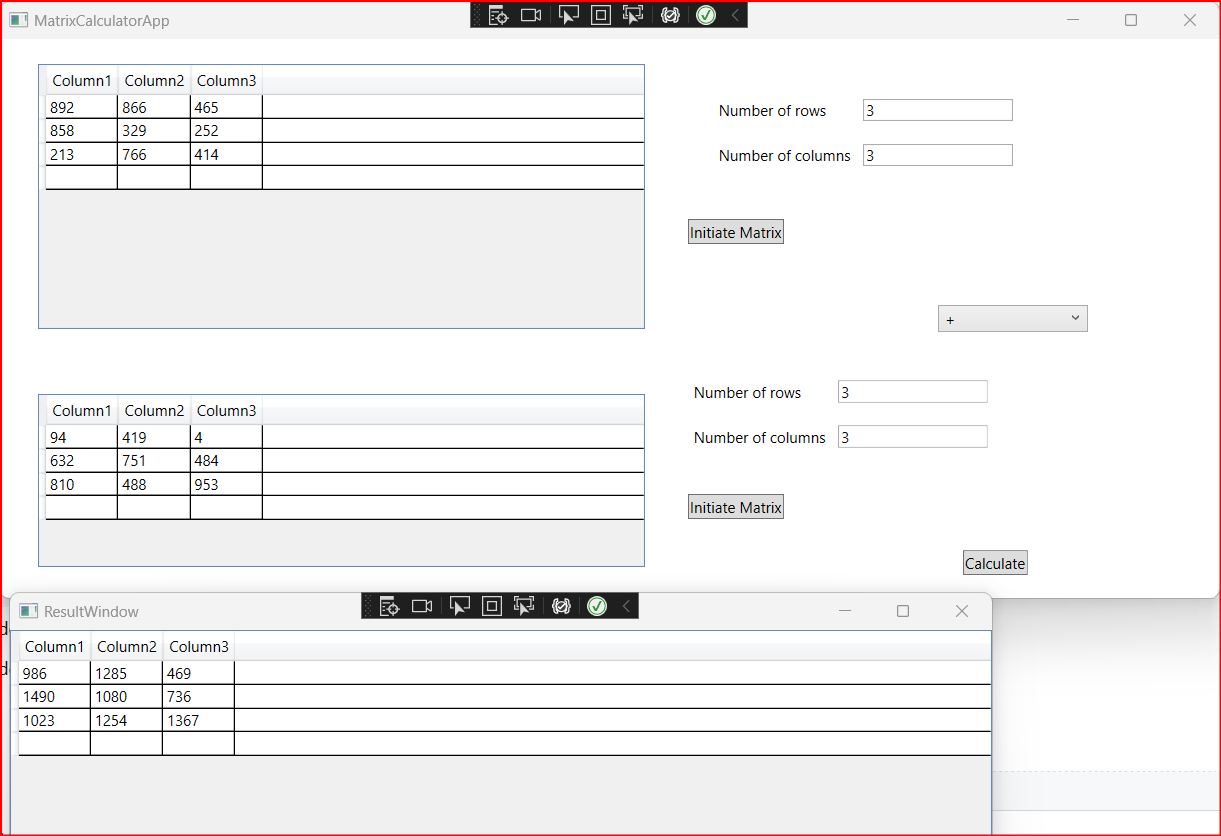 MatrixCalculatorApp
Column1 Column2 Column3
892 866 465
858 329 252
213 766 414
Number of rows 3
Number of columns 3
Initiate Matrix
+
Column1 Column2 Column3
94 419 4
632 751 484
810 488 953
Number of rows 3
Number of columns 3
Initiate Matrix
Calculate
ResultWindow
Column1 Column2 Column3
986 1285 469
1490 1080 736
1023 1254 1367